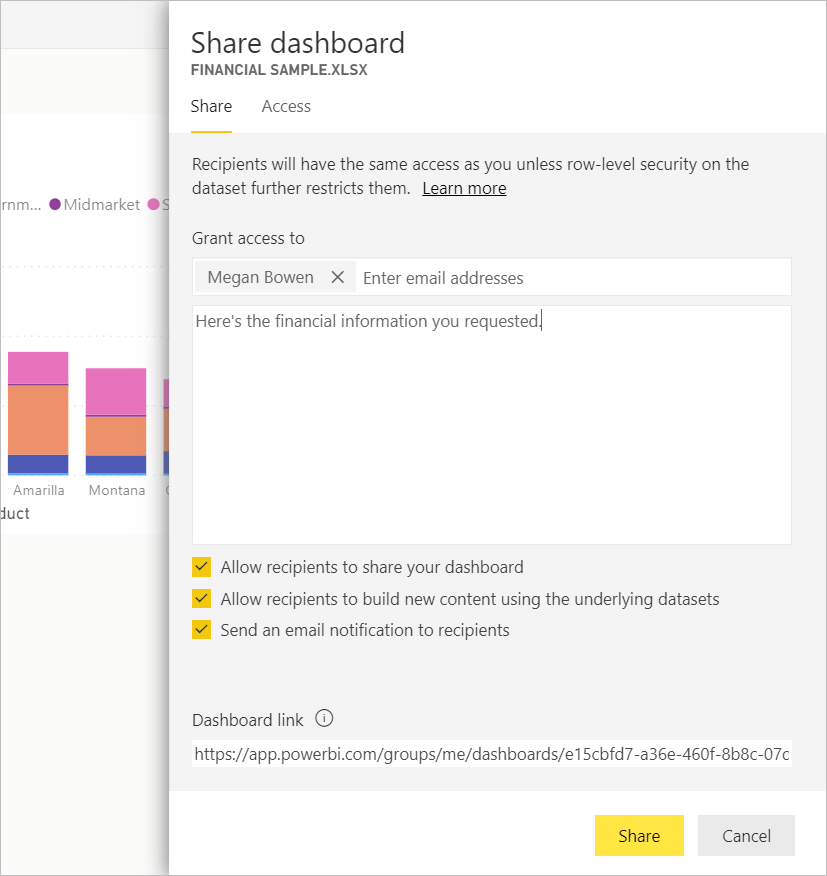 Share dashboard
FINANCIAL SAMPLE.XLSX
Share Access
Recipients will have the same access as you unless row-level security on the
dataset further restricts them. Learn more
Grant access to
Megan Bowen Enter email addresses
Here's the financial information you requested.
Allow recipients to share your dashboard
Allow recipients to build new content using the underlying datasets
Send an email notification to recipients
Dashboard link
https://app.powerbi.com/groups/me/dashboards/e15cbfd7-a36e-460f-8b8c-07
Share Cancel
rnm... Midmarket S
Amarilla Montana
duct